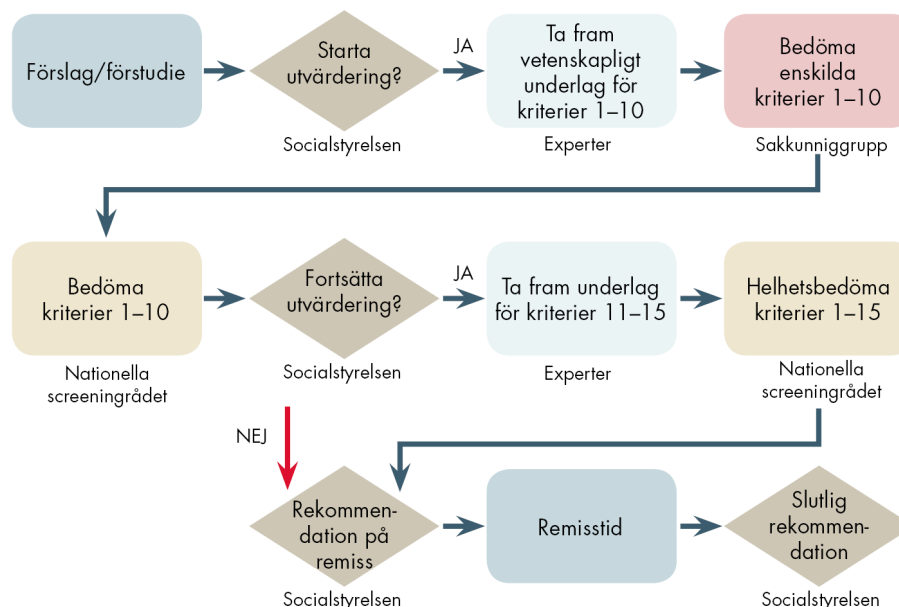 Förslag/förstudie
Starta
utvärdering?
Socialstyrelsen
JA
Ta fram
vetenskapligt
underlag för
kriterier 1–10
Experter
Bedöma
enskilda
kriterier 1–10
Sakkunniggrupp
Bedöma
kriterier 1–10
Nationella
screeningrådet
Fortsätta
utvärdering?
Socialstyrelsen
JA
Ta fram underlag
för kriterier 11–15
Experter
Helhetsbedöma
kriterier 1–15
Nationella
screeningrådet
NEJ
Rekommen-
dation på
remiss
Socialstyrelsen
Remisstid
Slutlig
rekommen-
dation
Socialstyrelsen